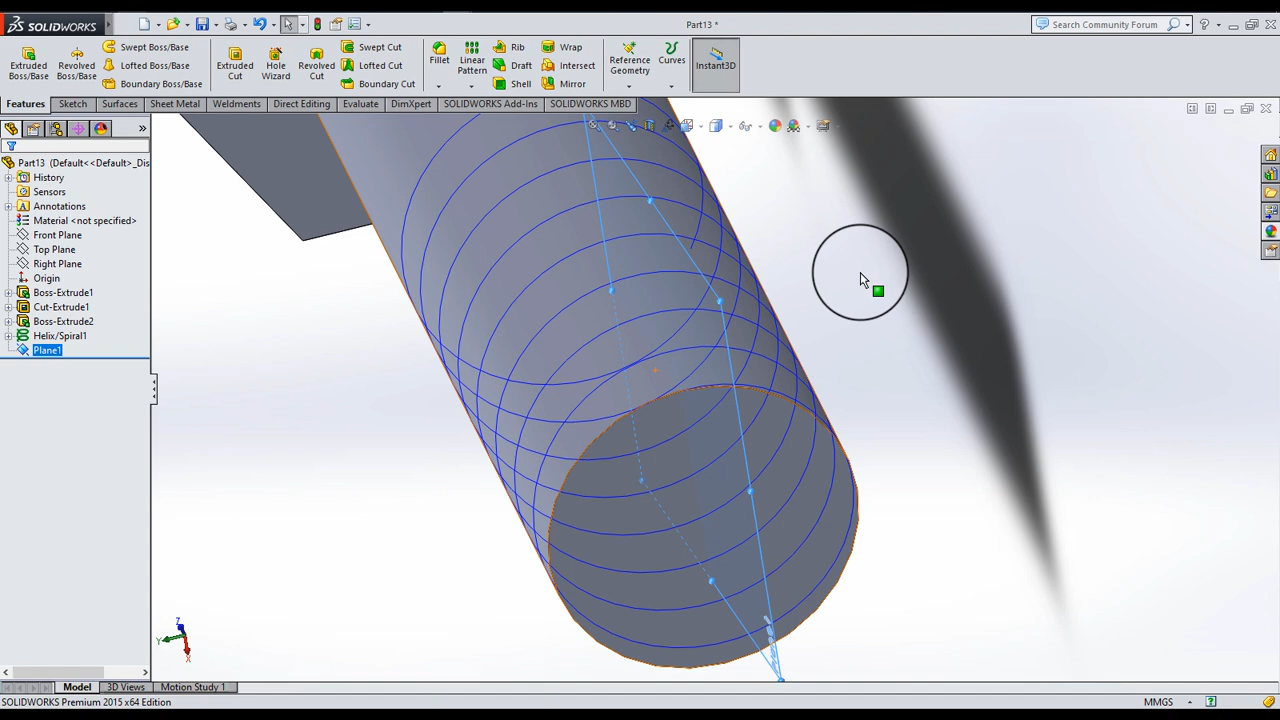 SOLIDWORKS
Part13 *
Search Community Forum
Extruded Boss/Base
Revolved Boss/Base
Swept Boss/Base
Lofted Boss/Base
Boundary Boss/Base
Extruded Cut
Hole Wizard
Revolved Cut
Swept Cut
Lofted Cut
Boundary Cut
Fillet
Linear Pattern
Rib
Draft
Shell
Wrap
Intersect
Mirror
Reference Geometry
Curves
Instant3D
Features
Sketch
Surfaces
Sheet Metal
Weldments
Direct Editing
Evaluate
DimXpert
SOLIDWORKS Add-Ins
SOLIDWORKS MBD
Part13 (Default<<Default>_Dis
History
Sensors
Annotations
Material <not specified>
Front Plane
Top Plane
Right Plane
Origin
Boss-Extrude1
Cut-Extrude1
Boss-Extrude2
Helix/Spiral1
Plane1
Z
Y
X
Model
3D Views
Motion Study 1
SOLIDWORKS Premium 2015 x64 Edition
MMGS